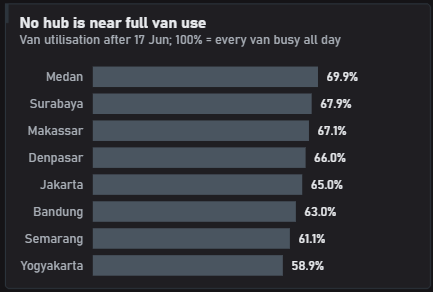 No hub is near full van use
Van utilisation after 17 Jun; 100% = every van busy all day
Medan 69.9%
Surabaya 67.9%
Makassar 67.1%
Denpasar 66.0%
Jakarta 65.0%
Bandung 63.0%
Semarang 61.1%
Yogyakarta 58.9%